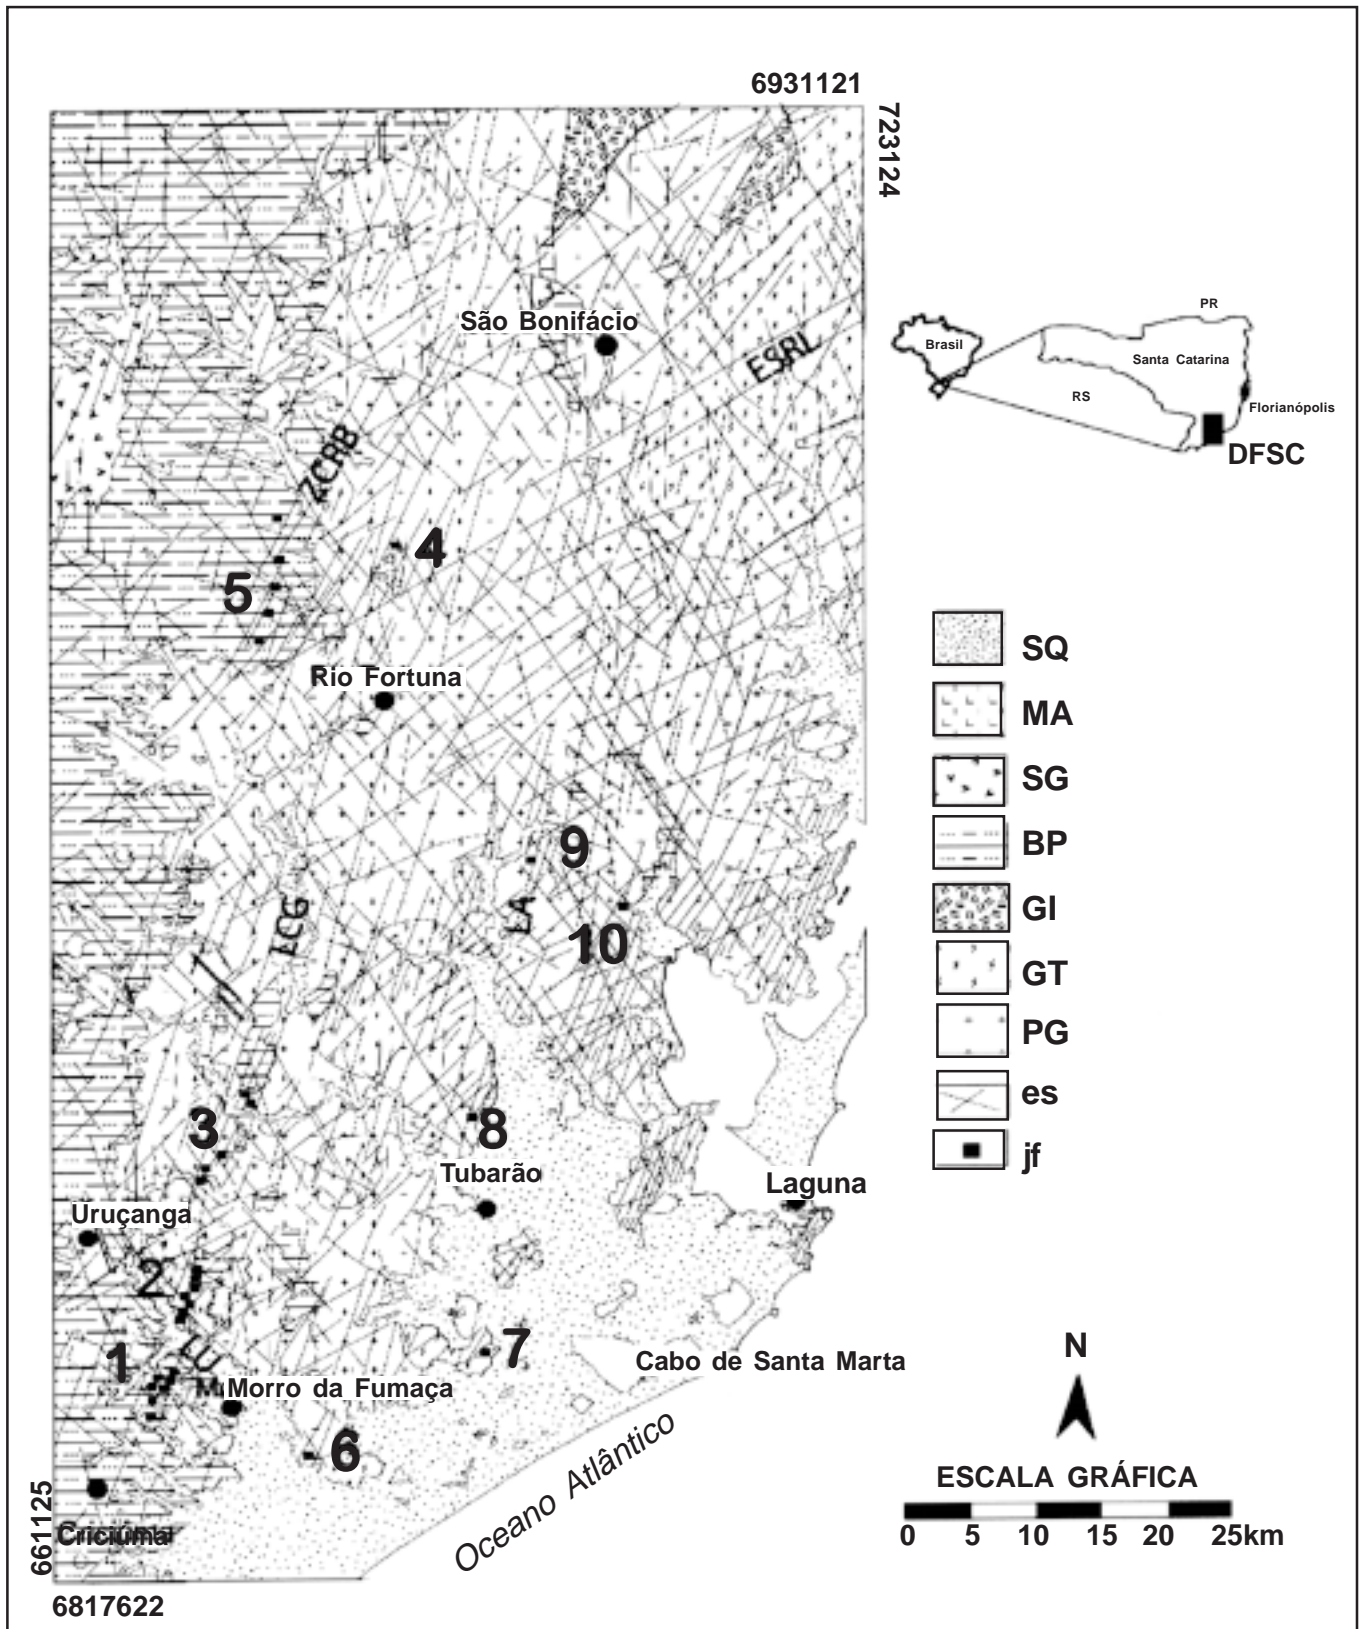 6931121
723124
São Bonifácio
ESRL
ZCRB
4
5
Rio Fortuna
9
LA
10
LCG
3
8
Tubarão
Laguna
Uruçanga
2
1
LU
7
Cabo de Santa Marta
Morro da Fumaça
6
Oceano Atlântico
Criciúma
661125
6817622
PR
Brasil
Santa Catarina
RS
Florianópolis
DFSC
SQ
MA
SG
BP
GI
GT
PG
es
jf
N
ESCALA GRÁFICA
0 5 10 15 20 25km